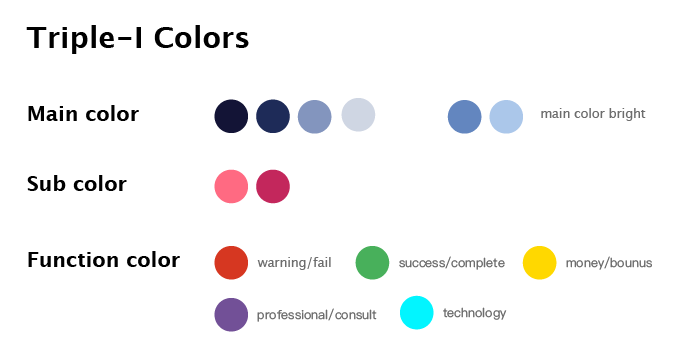 Triple-I Colors
Main color
main color bright
Sub color
Function color
warning/fail
success/complete
money/bounus
professional/consult
technology